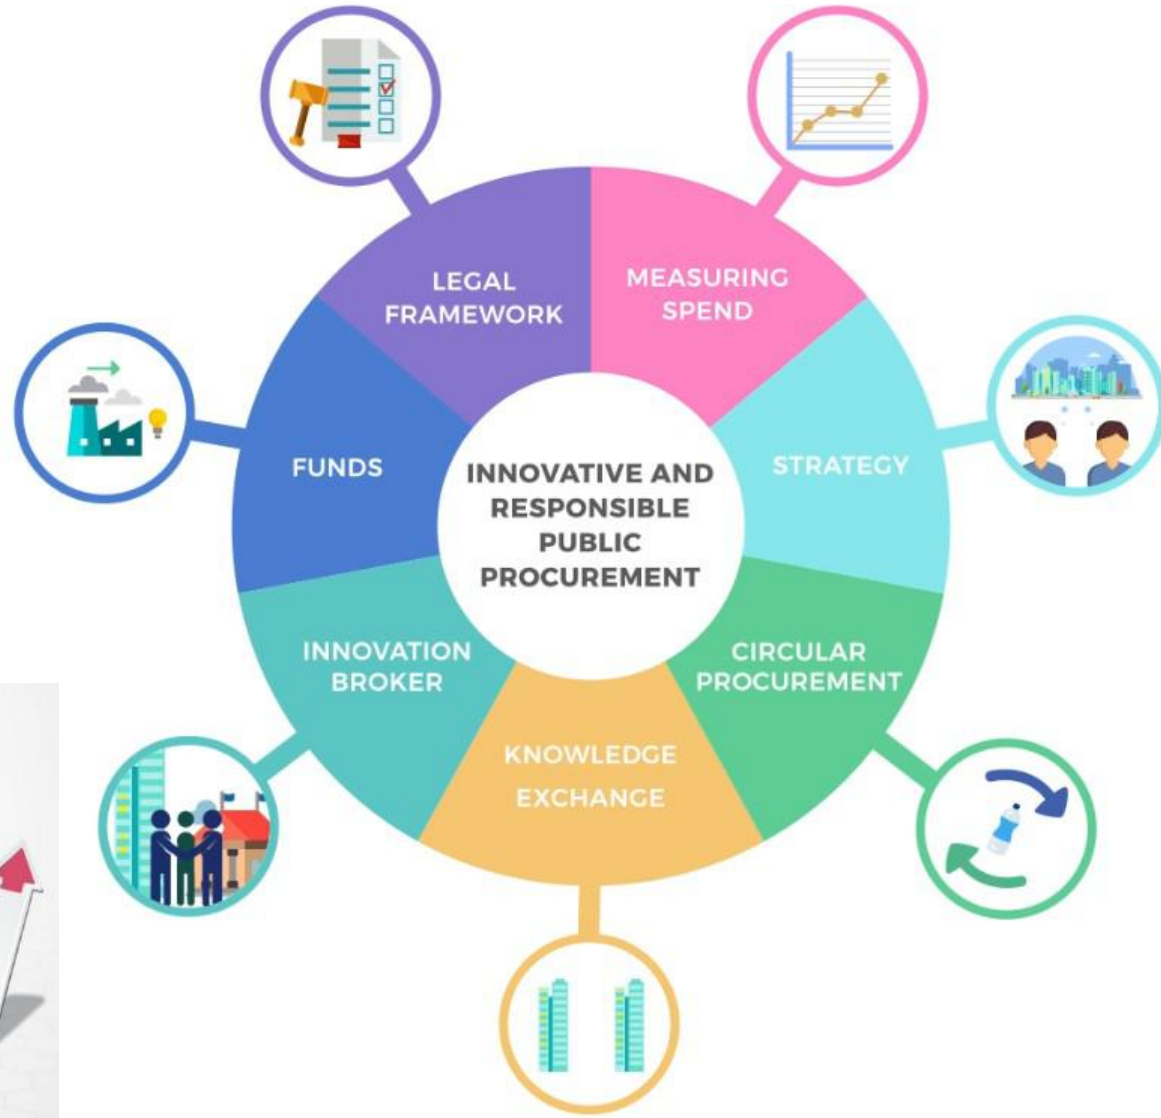 LEGAL
FRAMEWORK
MEASURING
SPEND
FUNDS
STRATEGY
INNOVATIVE AND
RESPONSIBLE
PUBLIC
PROCUREMENT
INNOVATION
BROKER
CIRCULAR
PROCUREMENT
KNOWLEDGE
EXCHANGE